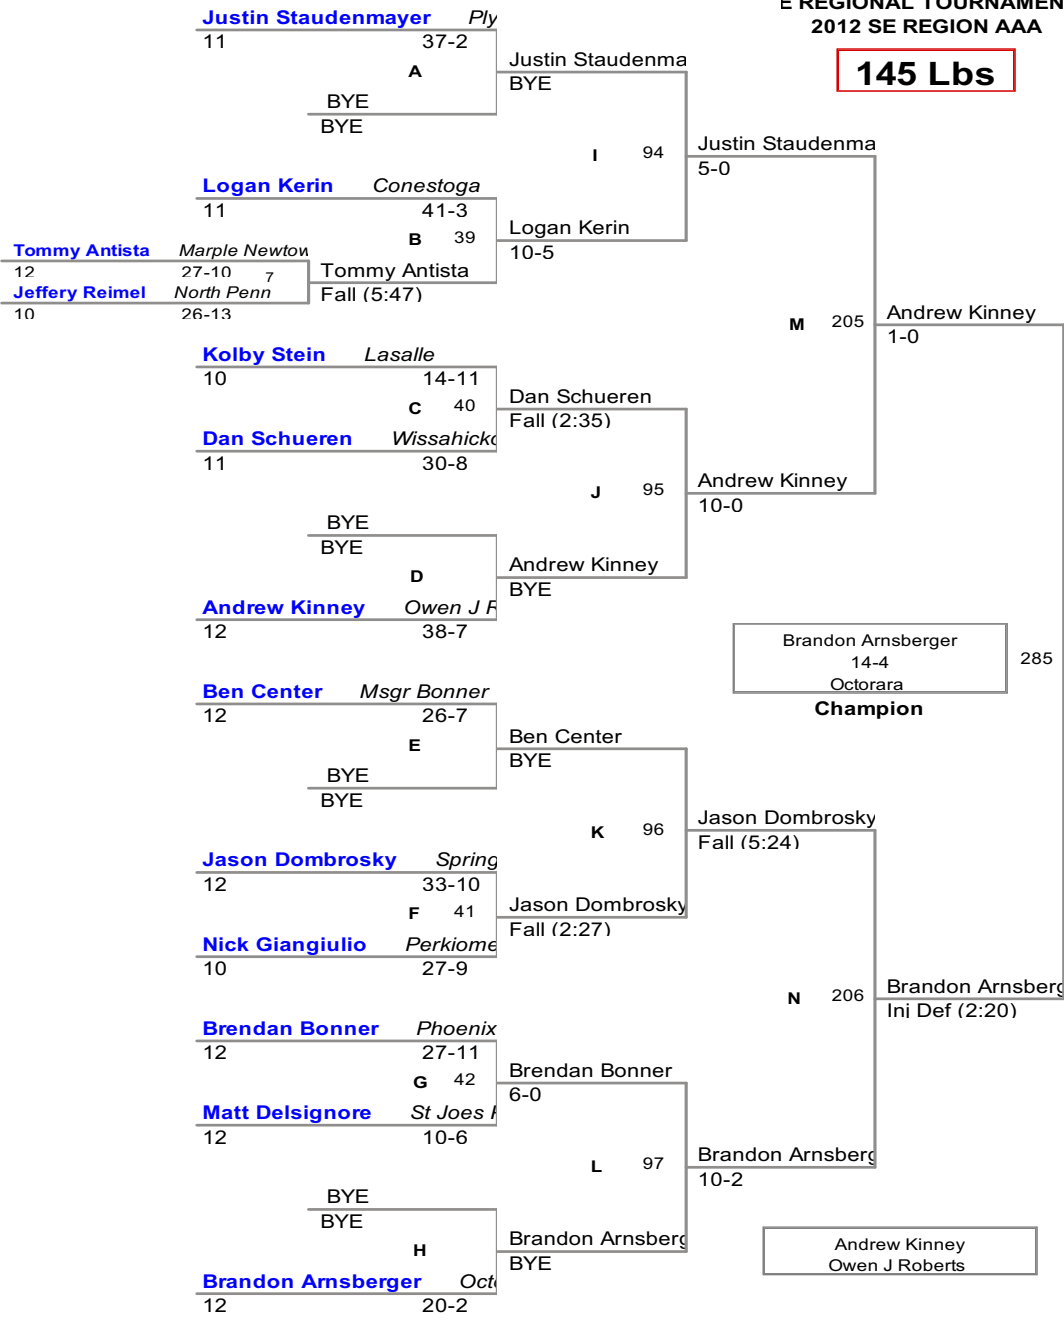 E REGIONAL TOURNAMEN
2012 SE REGION AAA
145 Lbs
Justin Staudenmayer Ply
11 37-2
A
BYE
BYE
Justin Staudenma
BYE
I 94
Justin Staudenma
5-0
Logan Kerin Conestoga
11 41-3
B 39
Logan Kerin
10-5
Tommy Antista Marple Newtow
12 27-10 7
Jeffery Reimel North Penn
10 26-13
Tommy Antista
Fall (5:47)
M 205
Andrew Kinney
1-0
Kolby Stein Lasalle
10 14-11
C 40
Dan Schueren Wissahicko
11 30-8
Dan Schueren
Fall (2:35)
J 95
Andrew Kinney
10-0
BYE
BYE
D
Andrew Kinney
BYE
Andrew Kinney Owen J R
12 38-7
Brandon Arnsberger
14-4
Octorara
285
Champion
Ben Center Msgr Bonner
12 26-7
E
BYE
BYE
Ben Center
BYE
K 96
Jason Dombrosky
Fall (5:24)
Jason Dombrosky Spring
12 33-10
F 41
Jason Dombrosky
Fall (2:27)
Nick Giangiulio Perkiome
10 27-9
N 206
Brandon Arnsberg
Inj Def (2:20)
Brendan Bonner Phoenix
12 27-11
G 42
Brendan Bonner
6-0
Matt Delsignore St Joes
12 10-6
L 97
Brandon Arnsberg
10-2
BYE
BYE
H
Brandon Arnsberg
BYE
Brandon Arnsberger Octo
12 20-2
Andrew Kinney
Owen J Roberts